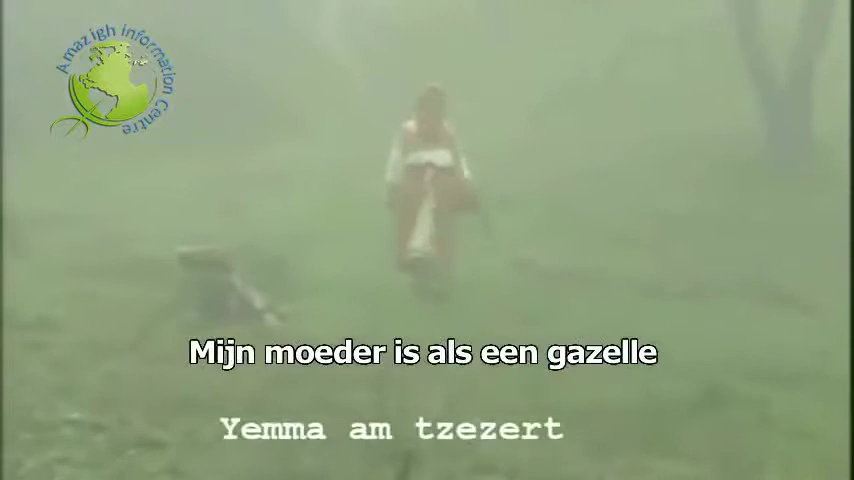 Amazigh information Centre
Mijn moeder is als een gazelle
Yemma am tzezert